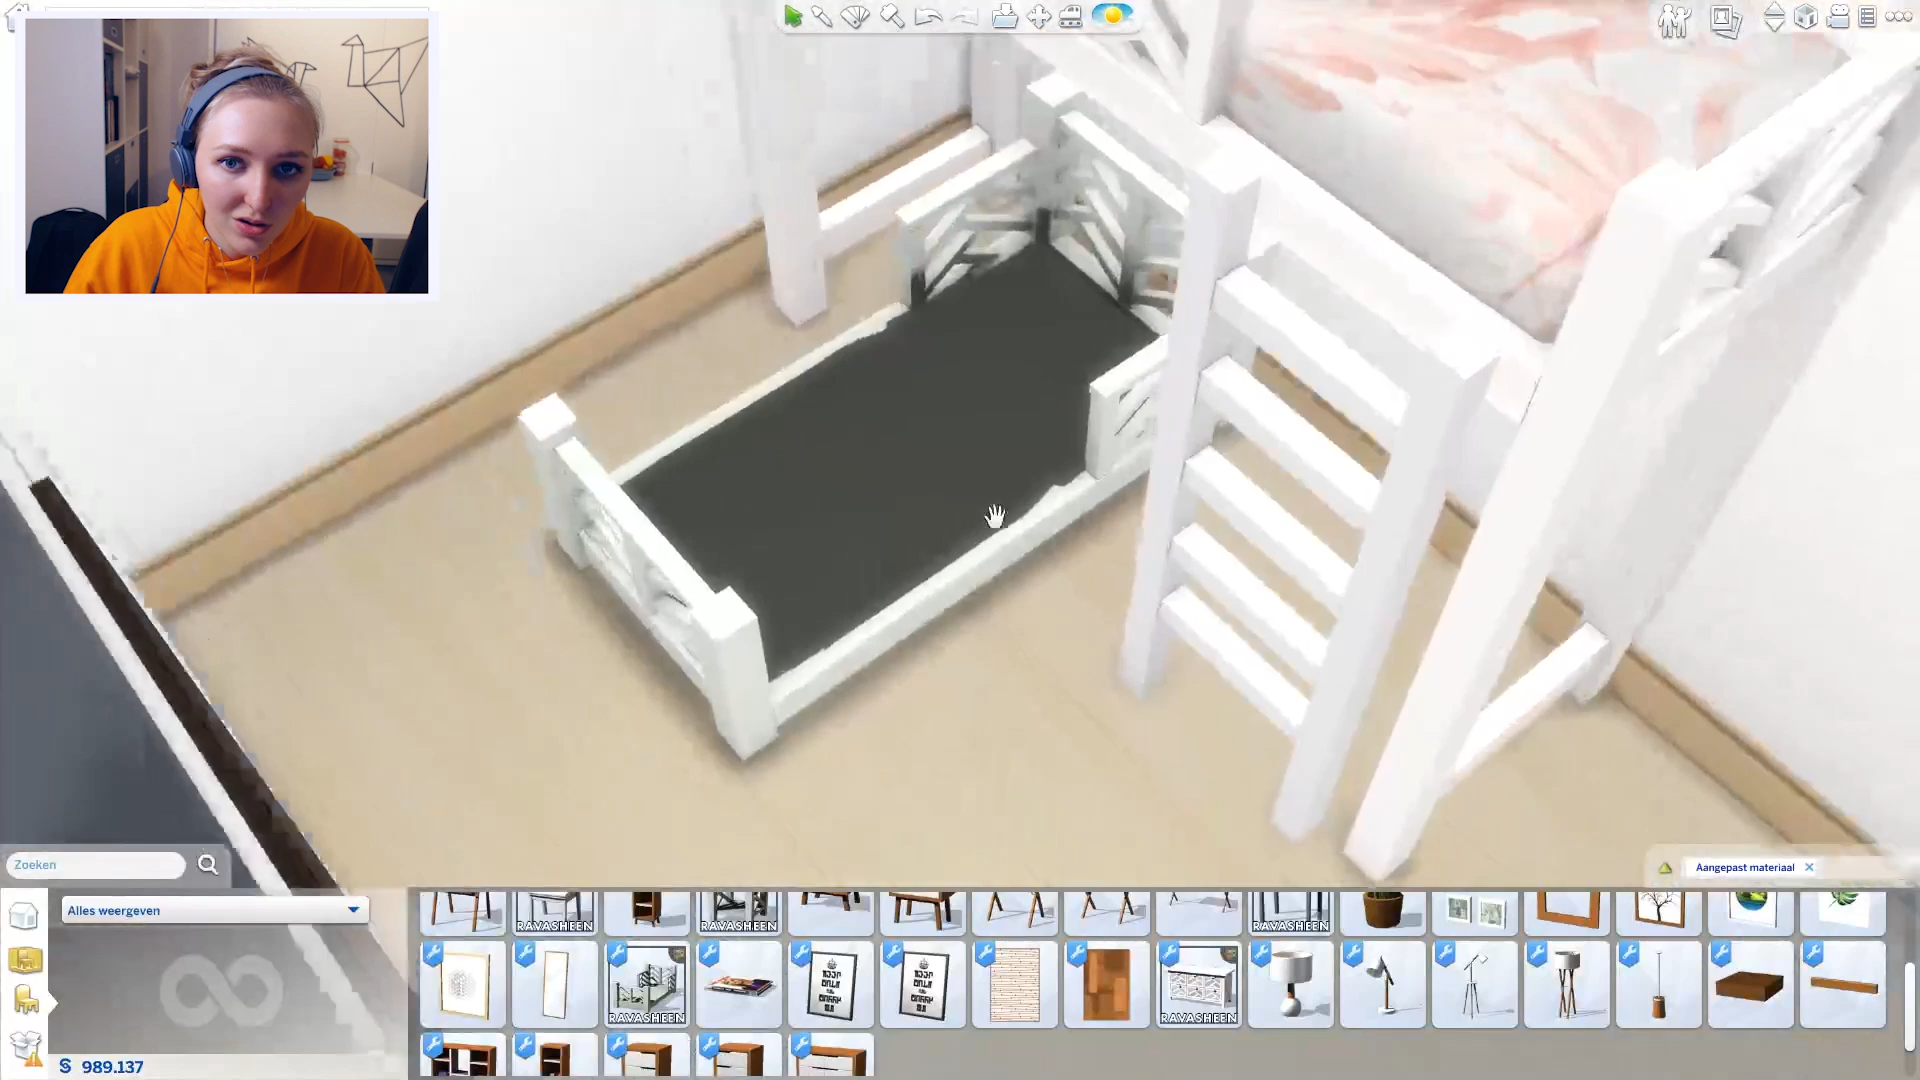 Zoeken
Aangepast materiaal
Alles weergeven
RAVASHEEN
RAVASHEEN
RAVASHEEN
RAVASHEEN
RAVASHEEN
989.137